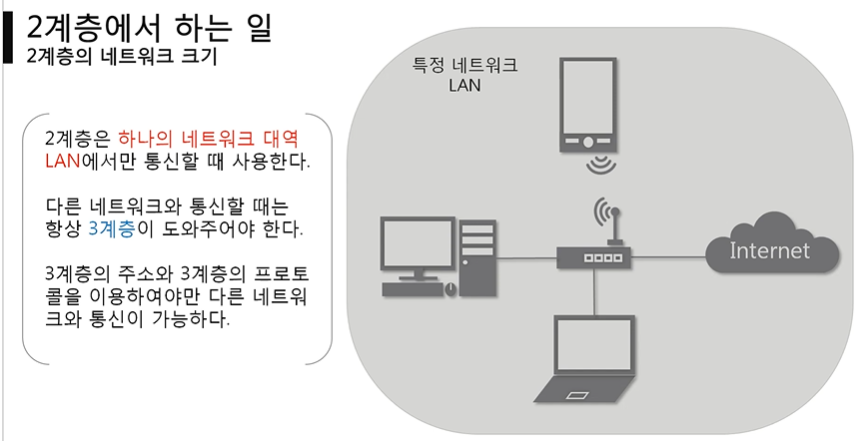 2계층에서 하는 일
2계층의 네트워크 크기
2계층은 하나의 네트워크 대역
LAN에서만 통신할 때 사용한다.
다른 네트워크와 통신할 때는
항상 3계층이 도와주어야 한다.
3계층의 주소와 3계층의 프로토
콜을 이용하여야만 다른 네트워
크와 통신이 가능하다.
특정 네트워크
LAN
Internet